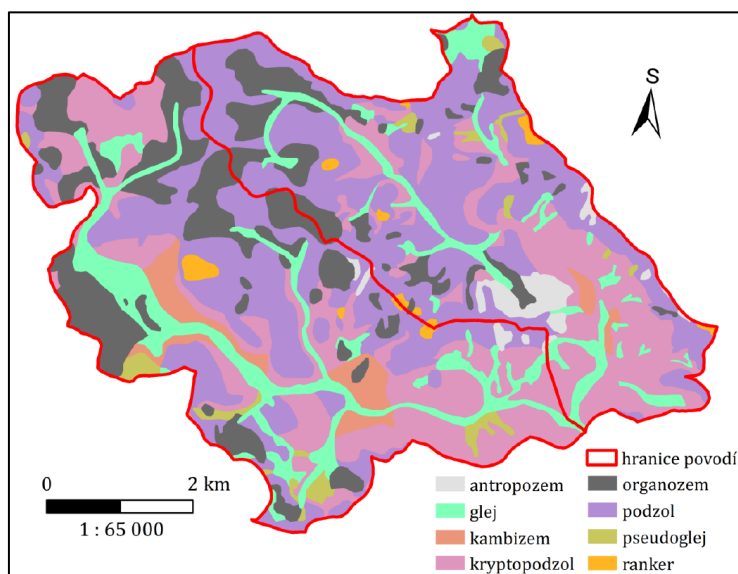 S
0 2 km
1 : 65 000
hranice povodí
antropozem organozem
glej podzol
kambizem pseudoglej
kryptopodzol ranker